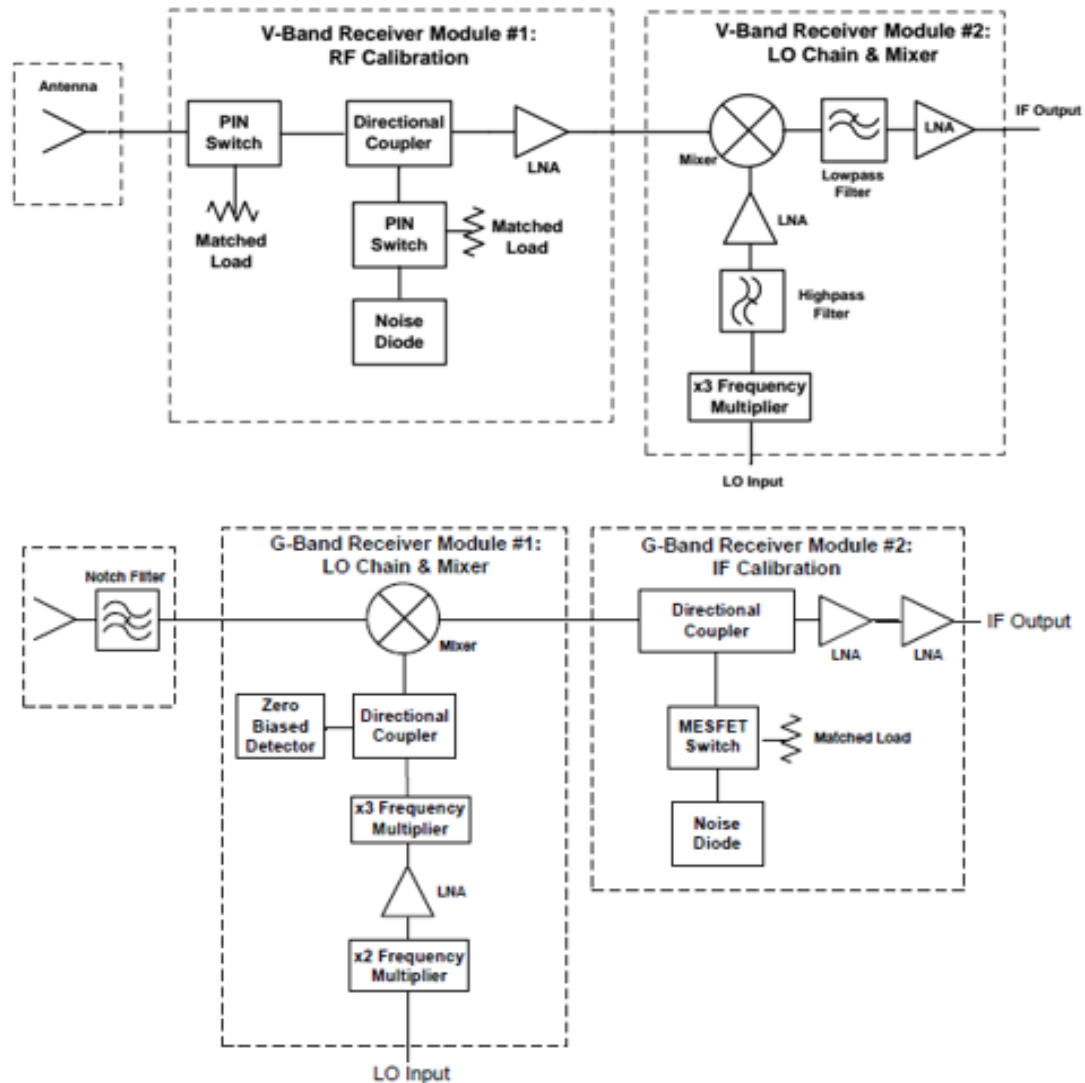 V-Band Receiver Module #1:
RF Calibration
V-Band Receiver Module #2:
LO Chain & Mixer
Antenna
PIN
Switch
Directional
Coupler
LNA
Matched
Load
PIN
Switch
Matched
Load
Noise
Diode
Mixer
Lowpass
Filter
LNA
IF Output
LNA
Highpass
Filter
x3 Frequency
Multiplier
LO Input
G-Band Receiver Module #1:
LO Chain & Mixer
G-Band Receiver Module #2:
IF Calibration
Notch Filter
Mixer
Zero
Biased
Detector
Directional
Coupler
x3 Frequency
Multiplier
LNA
x2 Frequency
Multiplier
LO Input
Directional
Coupler
LNA
LNA
IF Output
MESFET
Switch
Matched Load
Noise
Diode